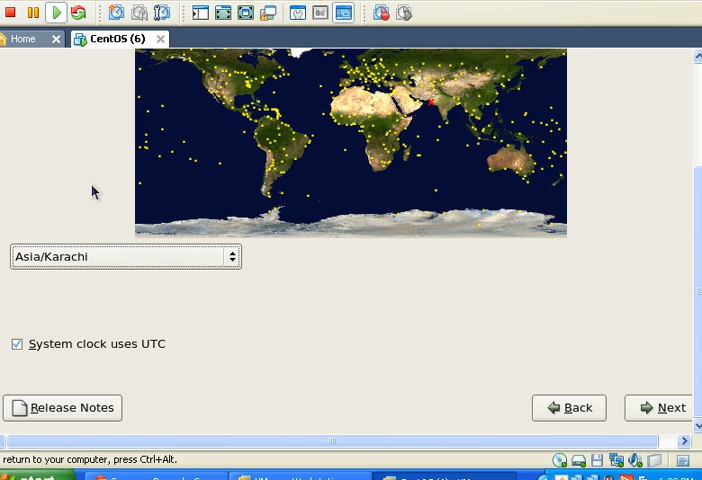 Home
CentOS (6)
Asia/Karachi
System clock uses UTC
Release Notes
Back
Next
return to your computer, press Ctrl+Alt.
start